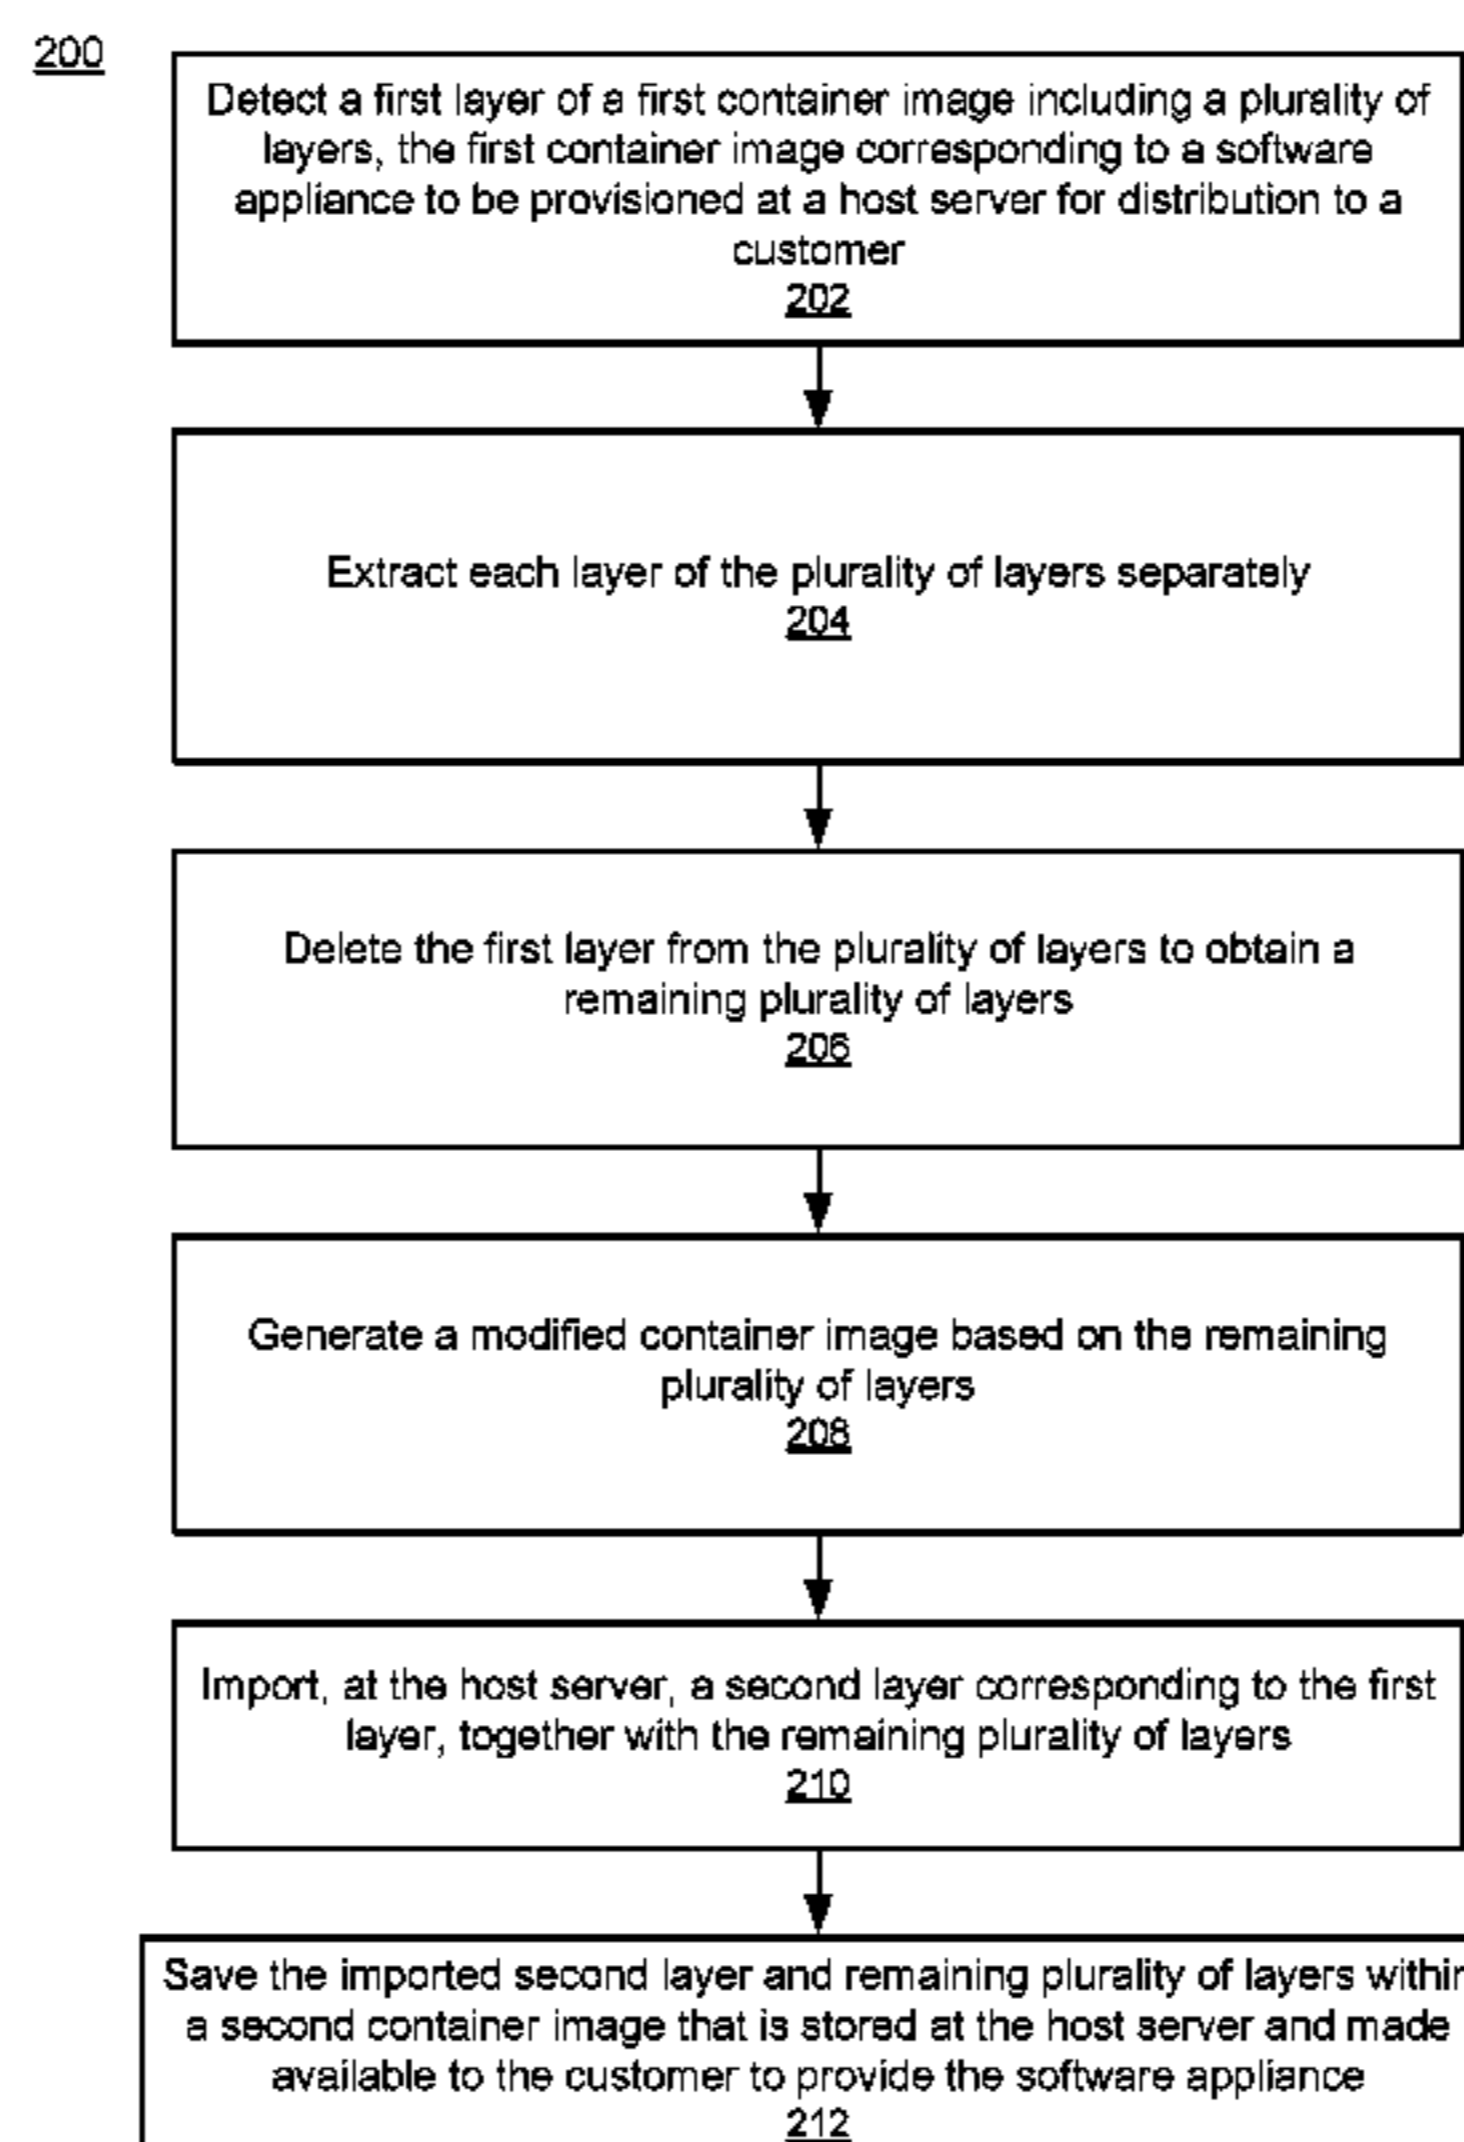 200
Detect a first layer of a first container image including a plurality of
layers, the first container image corresponding to a software
appliance to be provisioned at a host server for distribution to a
customer
202
Extract each layer of the plurality of layers separately
204
Delete the first layer from the plurality of layers to obtain a
remaining plurality of layers
206
Generate a modified container image based on the remaining
plurality of layers
208
Import, at the host server, a second layer corresponding to the first
layer, together with the remaining plurality of layers
210
Save the imported second layer and remaining plurality of layers within
a second container image that is stored at the host server and made
available to the customer to provide the software appliance
212